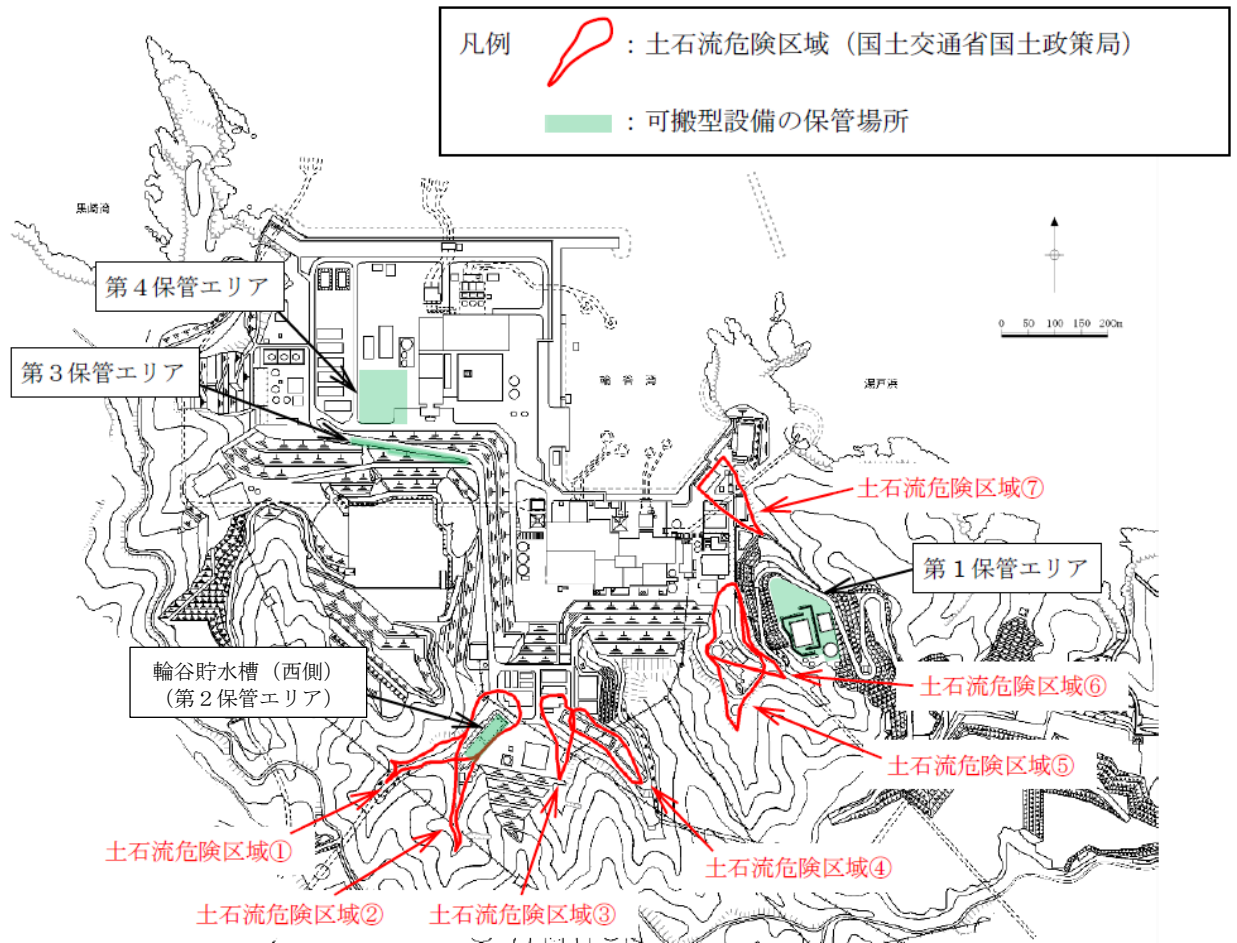 凡例
：土石流危険区域（国土交通省国土政策局）
：可搬型設備の保管場所
黒崎湾
第４保管エリア
第３保管エリア
0 50 100 150 200m
輪谷湾
湯戸浜
土石流危険区域⑦
第１保管エリア
輪谷貯水槽（西側）
（第２保管エリア）
土石流危険区域⑥
土石流危険区域⑤
土石流危険区域①
土石流危険区域④
土石流危険区域②
土石流危険区域③